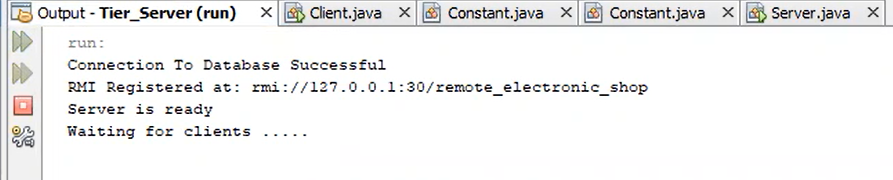 Output - Tier_Server (run) Client.java Constant.java Constant.java Server.java
run:
Connection To Database Successful
RMI Registered at: rmi://127.0.0.1:30/remote_electronic_shop
Server is ready
Waiting for clients .....